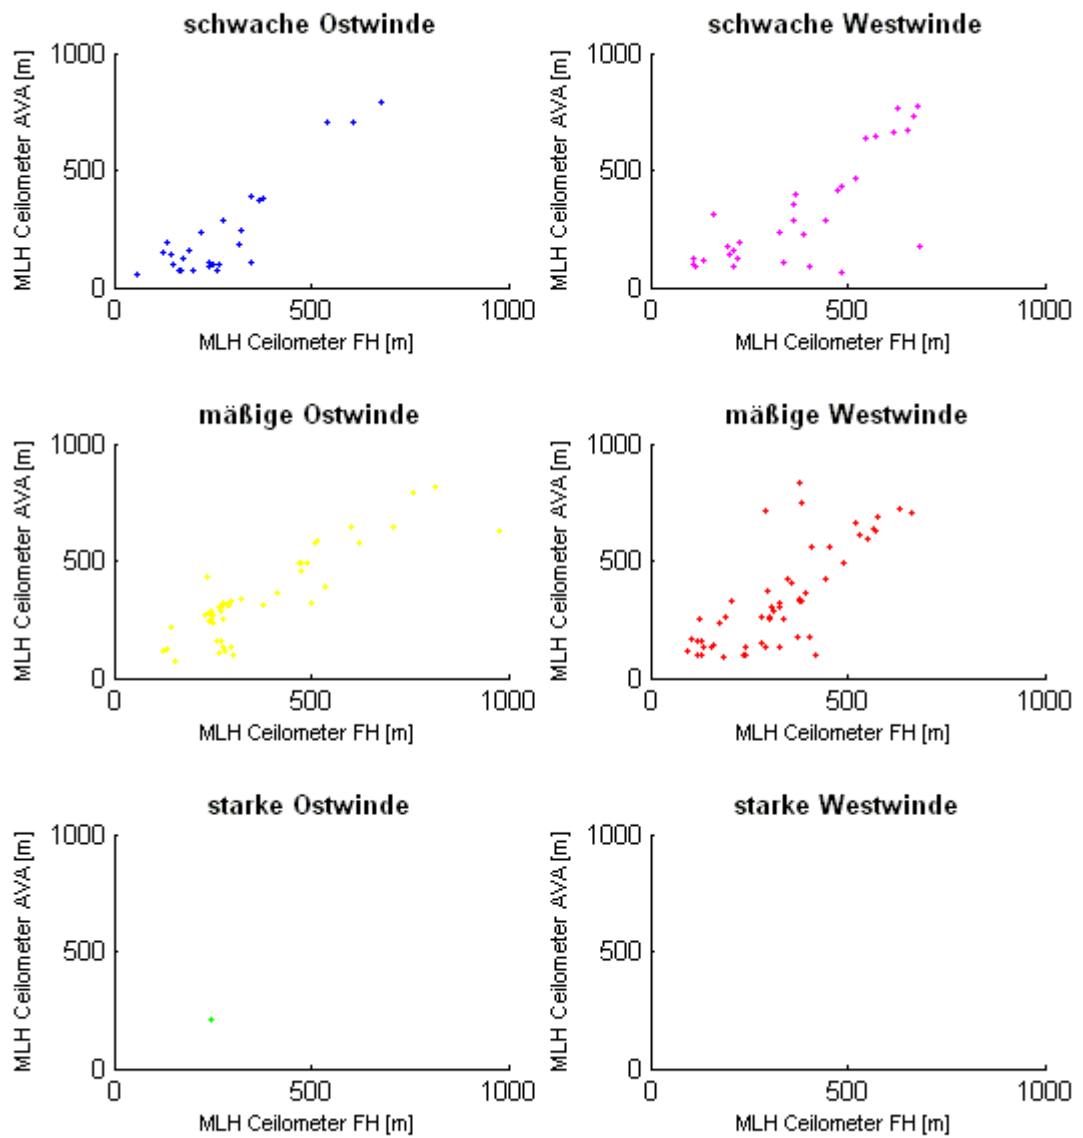 schwache Ostwinde
1000
500
0
MLH Ceilometer AVA [m]
0 500 1000
MLH Ceilometer FH [m]
schwache Westwinde
1000
500
0
MLH Ceilometer AVA [m]
0 500 1000
MLH Ceilometer FH [m]
mäßige Ostwinde
1000
500
0
MLH Ceilometer AVA [m]
0 500 1000
MLH Ceilometer FH [m]
mäßige Westwinde
1000
500
0
MLH Ceilometer AVA [m]
0 500 1000
MLH Ceilometer FH [m]
starke Ostwinde
1000
500
0
MLH Ceilometer AVA [m]
0 500 1000
MLH Ceilometer FH [m]
starke Westwinde
1000
500
0
MLH Ceilometer AVA [m]
0 500 1000
MLH Ceilometer FH [m]